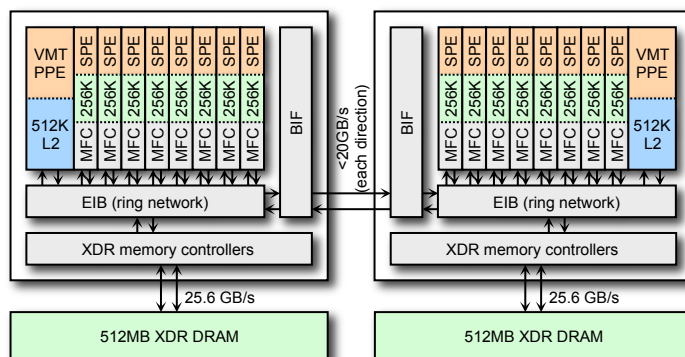 VMT
PPE
512K
L2
SPE
256K
MFC
SPE
256K
MFC
SPE
256K
MFC
SPE
256K
MFC
SPE
256K
MFC
SPE
256K
MFC
SPE
256K
MFC
SPE
256K
MFC
BIF
EIB (ring network)
XDR memory controllers
25.6 GB/s
512MB XDR DRAM
<20GB/s
(each direction)
BIF
SPE
256K
MFC
SPE
256K
MFC
SPE
256K
MFC
SPE
256K
MFC
SPE
256K
MFC
SPE
256K
MFC
SPE
256K
MFC
SPE
256K
MFC
VMT
PPE
512K
L2
EIB (ring network)
XDR memory controllers
25.6 GB/s
512MB XDR DRAM